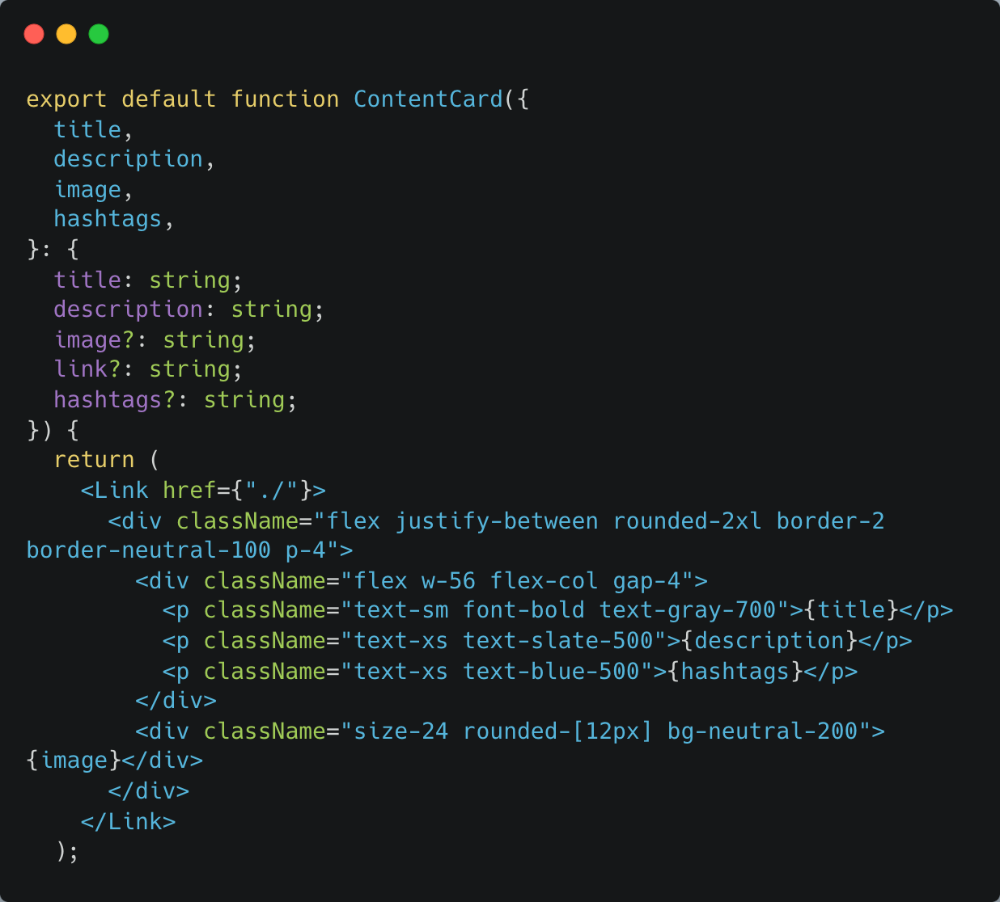 export default function ContentCard({
  title,
  description,
  image,
  hashtags,
}: {
  title: string;
  description: string;
  image?: string;
  link?: string;
  hashtags?: string;
}) {
  return (
    <Link href={"./"}>
      <div className="flex justify-between rounded-2xl border-2
border-neutral-100 p-4">
        <div className="flex w-56 flex-col gap-4">
          <p className="text-sm font-bold text-gray-700">{title}</p>
          <p className="text-xs text-slate-500">{description}</p>
          <p className="text-xs text-blue-500">{hashtags}</p>
        </div>
        <div className="size-24 rounded-[12px] bg-neutral-200">
{image}</div>
      </div>
    </Link>
  );